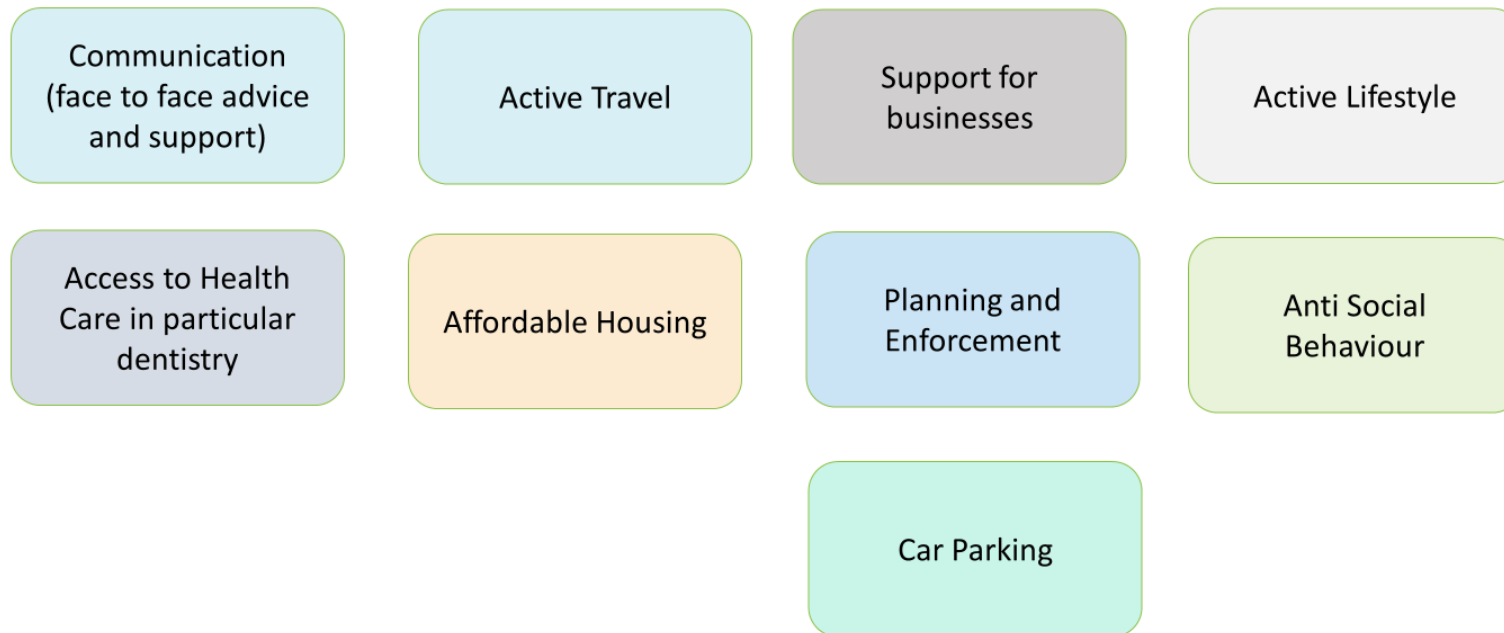 Communication
(face to face advice
and support)
Active Travel
Support for
businesses
Active Lifestyle
Access to Health
Care in particular
dentistry
Affordable Housing
Planning and
Enforcement
Anti Social
Behaviour
Car Parking